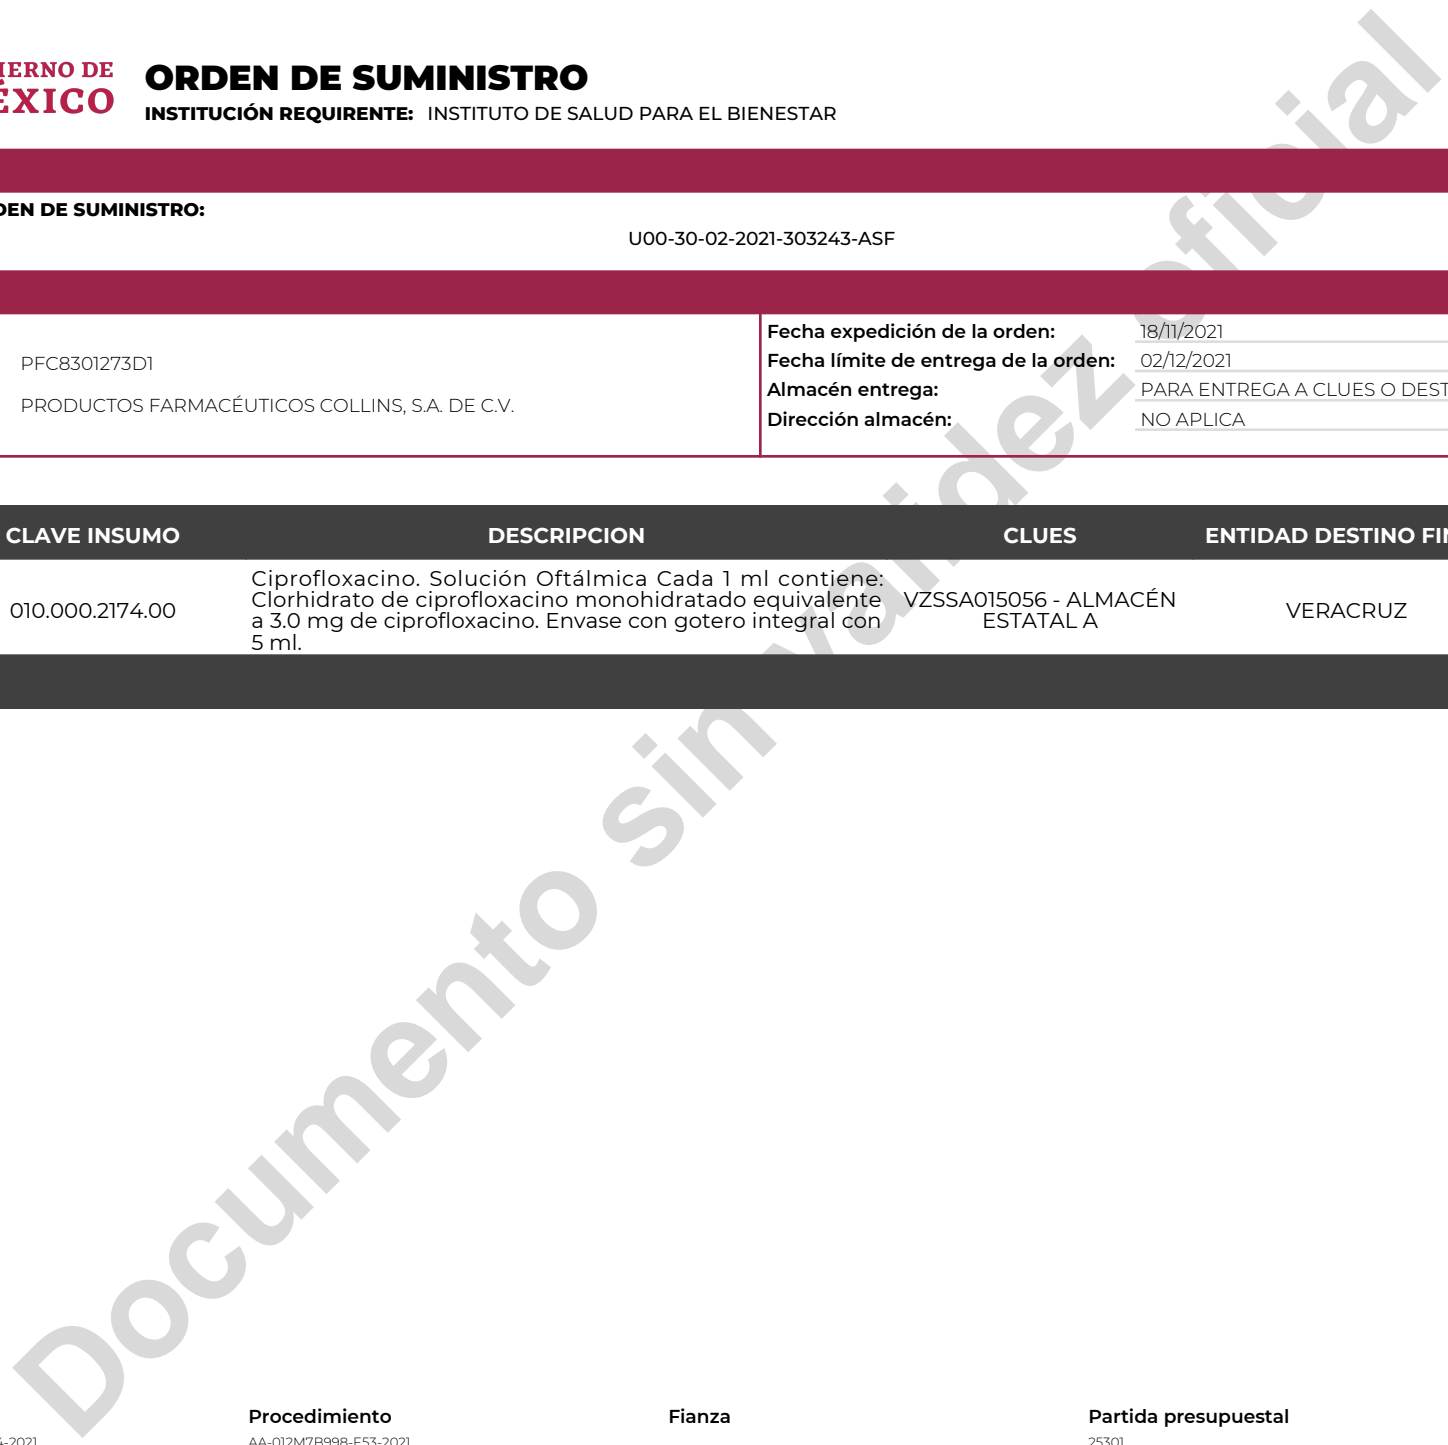 ORDEN DE SUMINISTRO
INSTITUCIÓN REQUIRENTE: INSTITUTO DE SALUD PARA EL BIENESTAR
DE SUMINISTRO:
U00-30-02-2021-303243-ASF
PFC8301273D1
PRODUCTOS FARMACÉUTICOS COLLINS, S.A. DE C.V.
Fecha expedición de la orden: 18/11/2021
Fecha límite de entrega de la orden: 02/12/2021
Almacén entrega: PARA ENTREGA A CLUES O DEST
Dirección almacén: NO APLICA
CLAVE INSUMO DESCRIPCION CLUES ENTIDAD DESTINO
010.000.2174.00
Ciprofloxacino. Solución Oftálmica Cada 1 ml contiene:
Clorhidrato de ciprofloxacino monohidratado equivalente
a 3.0 mg de ciprofloxacino. Envase con gotero integral con
5 ml.
VZSSA015056 - ALMACÉN
ESTATAL A
VERACRUZ
Documento sin validez oficial
Procedimiento Fianza Partida presupuestal
AA-012M7B998-E53-2021 25301